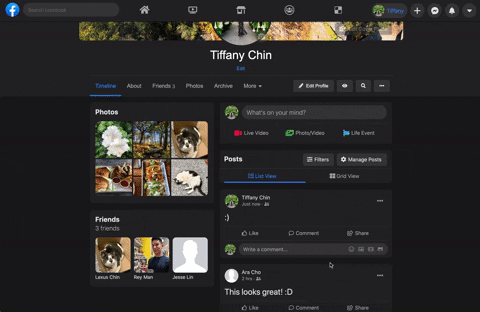 f Search facebook Tiffany
Tiffany Chin
Edit
Timeline About Friends 3 Photos Archive More Edit Profile
Photos
What's on your mind?
Live Video Photo/Video Life Event
Posts Filters Manage Posts
List View Grid View
Friends
3 friends
Lexus Chin Rey Man Jesse Lin
Tiffany Chin
Just now
:)
Like Comment Share
Write a comment...
Ara Cho
2 hrs
This looks great! :D
Like Comment Share